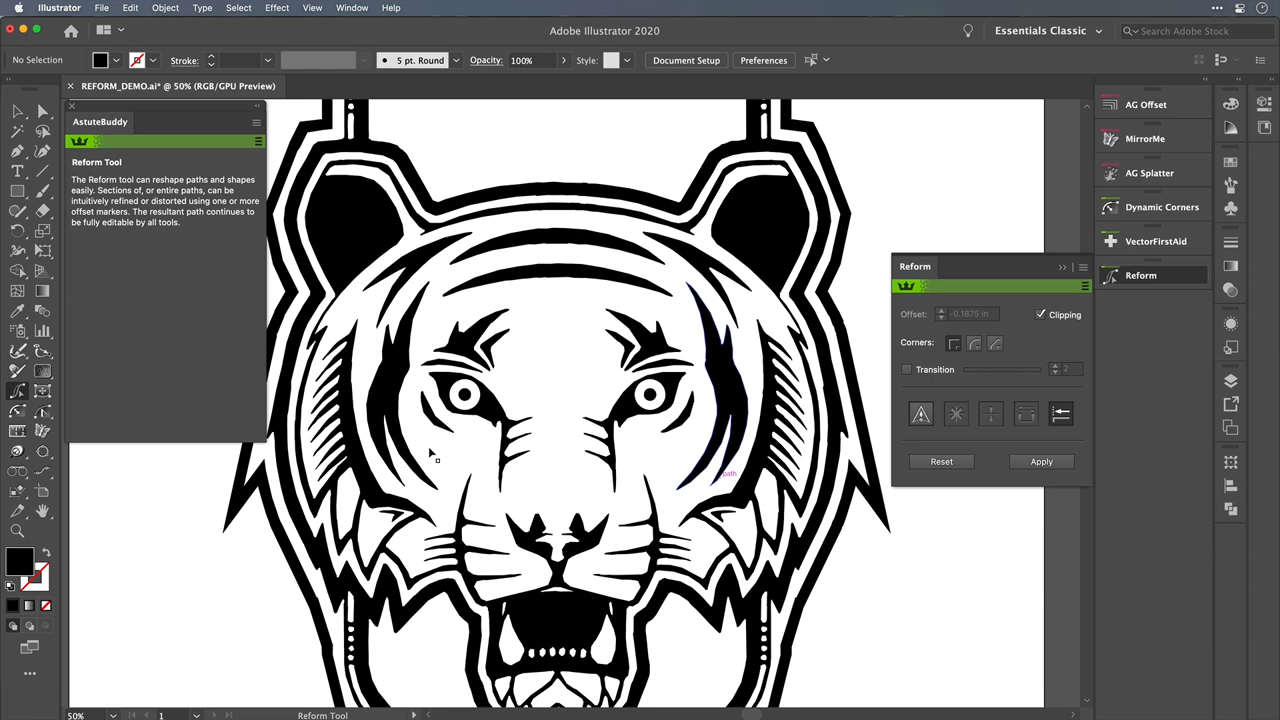 Illustrator File Edit Object Type Select Effect View Window Help
Adobe Illustrator 2020
Essentials Classic
Search Adobe Stock
No Selection
Stroke:
5 pt. Round
Opacity: 100%
Style:
Document Setup
Preferences
REFORM_DEMO.ai* @ 50% (RGB/GPU Preview)
AstuteBuddy
Reform Tool
The Reform tool can reshape paths and shapes
easily. Sections of, or entire paths, can be
intuitively refined or distorted using one or more
offset markers. The resultant path continues to
be fully editable by all tools.
AG Offset
MirrorMe
AG Splatter
Dynamic Corners
VectorFirstAid
Reform
Reform
Offset: -0.1875 in Clipping
Corners:
Transition 2
Reset Apply
path
50% 1 Reform Tool